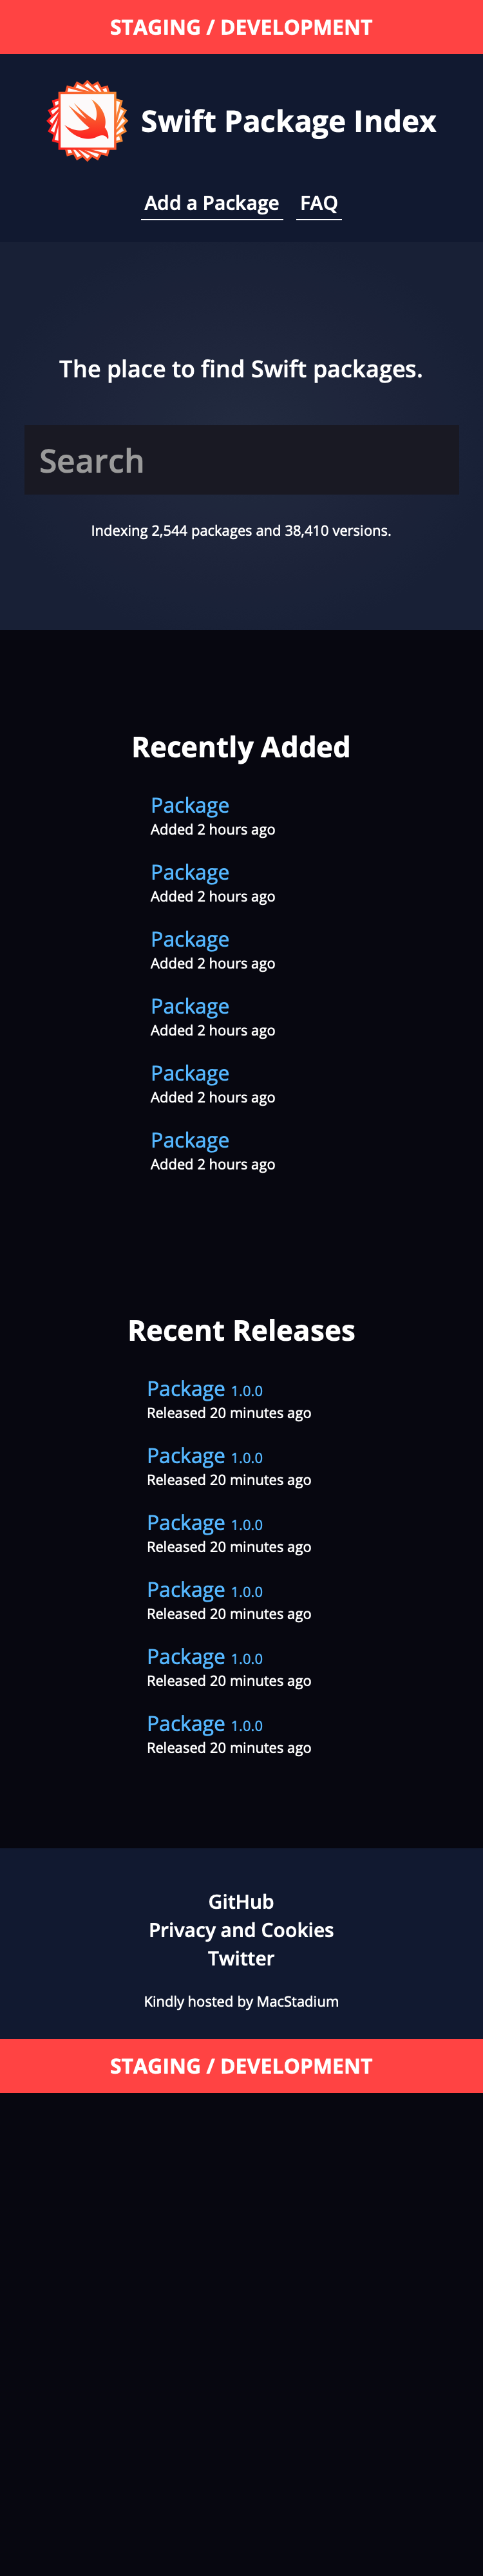 STAGING / DEVELOPMENT
Swift Package Index
Add a Package FAQ
The place to find Swift packages.
Search
Indexing 2,544 packages and 38,410 versions.
Recently Added
Package
Added 2 hours ago
Package
Added 2 hours ago
Package
Added 2 hours ago
Package
Added 2 hours ago
Package
Added 2 hours ago
Package
Added 2 hours ago
Recent Releases
Package 1.0.0
Released 20 minutes ago
Package 1.0.0
Released 20 minutes ago
Package 1.0.0
Released 20 minutes ago
Package 1.0.0
Released 20 minutes ago
Package 1.0.0
Released 20 minutes ago
Package 1.0.0
Released 20 minutes ago
GitHub
Privacy and Cookies
Twitter
Kindly hosted by MacStadium
STAGING / DEVELOPMENT